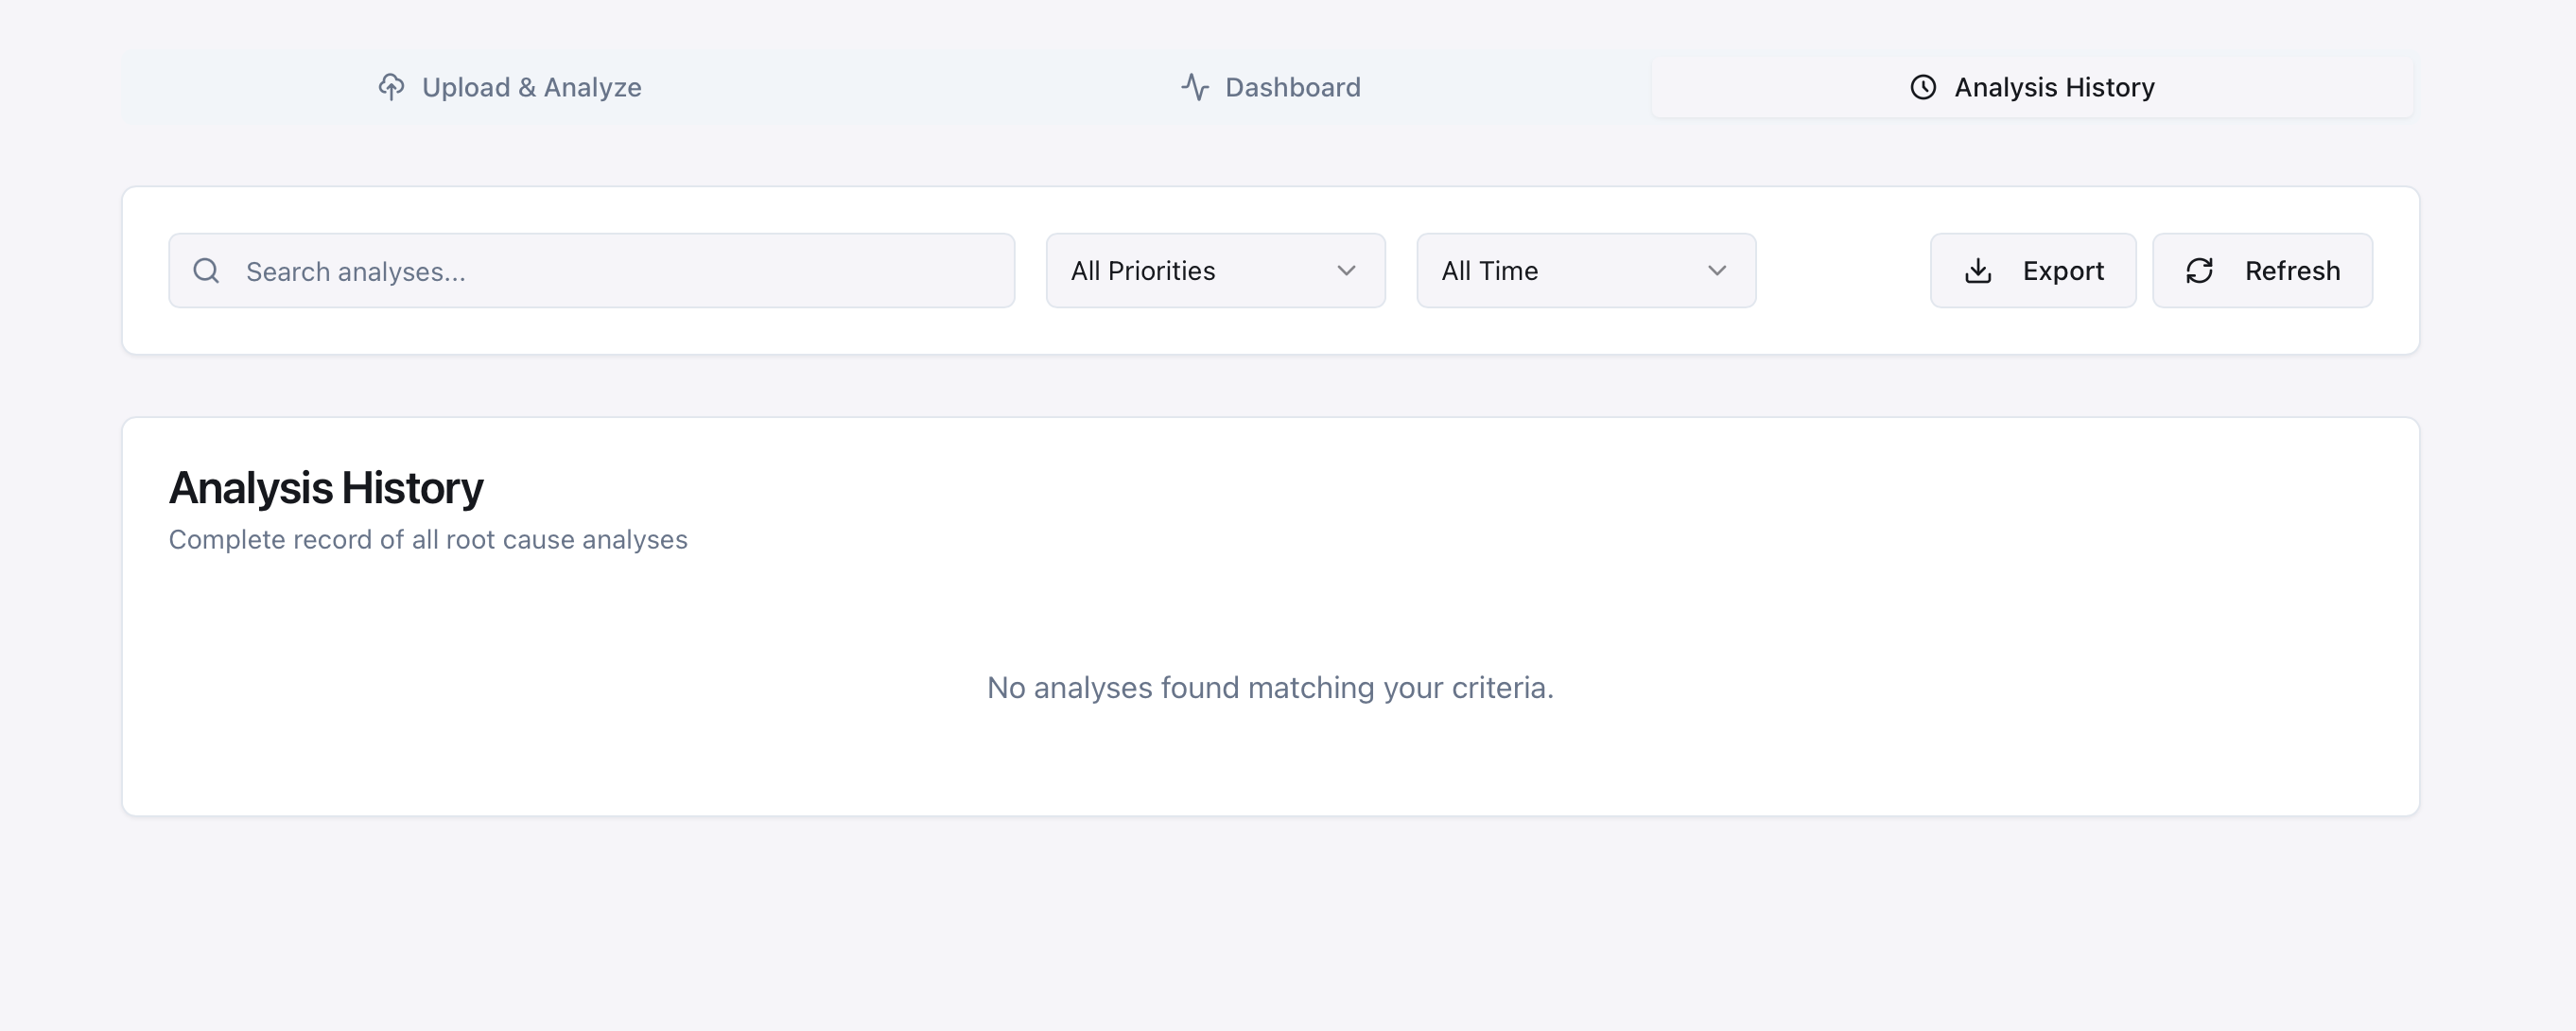 Upload & Analyze
Dashboard
Analysis History
Search analyses...
All Priorities
All Time
Export
Refresh
Analysis History
Complete record of all root cause analyses
No analyses found matching your criteria.